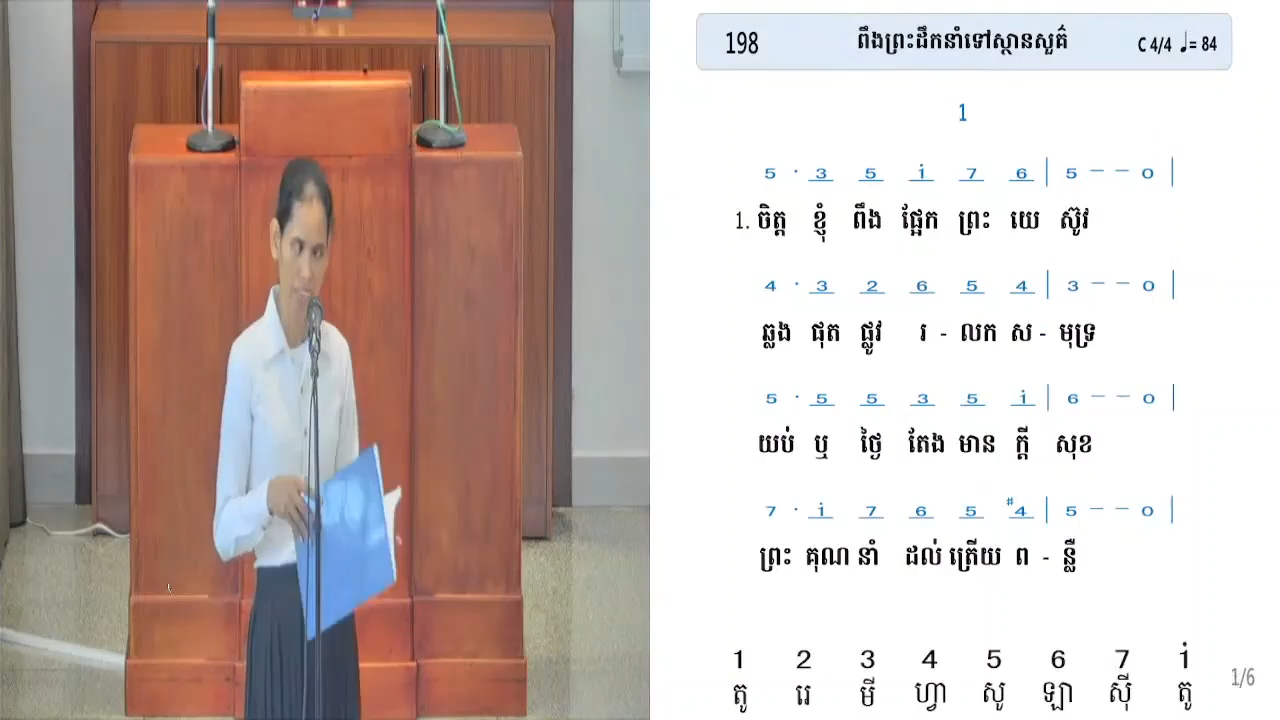 198 ពឹងព្រះដឹកនាំទៅស្ថានសួគ៌ C 4/4 ♩= 84
1
5 · 3 5 i 7 6 | 5 − − 0 |
1. ចិត្ត ខ្ញុំ ពឹង ផ្អែក ព្រះ យេ ស៊ូវ
4 · 3 2 6 5 4 | 3 − − 0 |
ឆ្លង ផុត ផ្លូវ រ - លក ស - មុទ្រ
5 · 5 5 3 5 i | 6 − − 0 |
យប់ ឬ ថ្ងៃ តែង មាន ក្ដី សុខ
7 · i 7 6 5 #4 | 5 − − 0 |
ព្រះ គុណ នាំ ដល់ ត្រើយ ព - ន្លឺ
1 2 3 4 5 6 7 i
តូ រេ មី ហ្វា សូ ឡា ស៊ី តូ
1/6